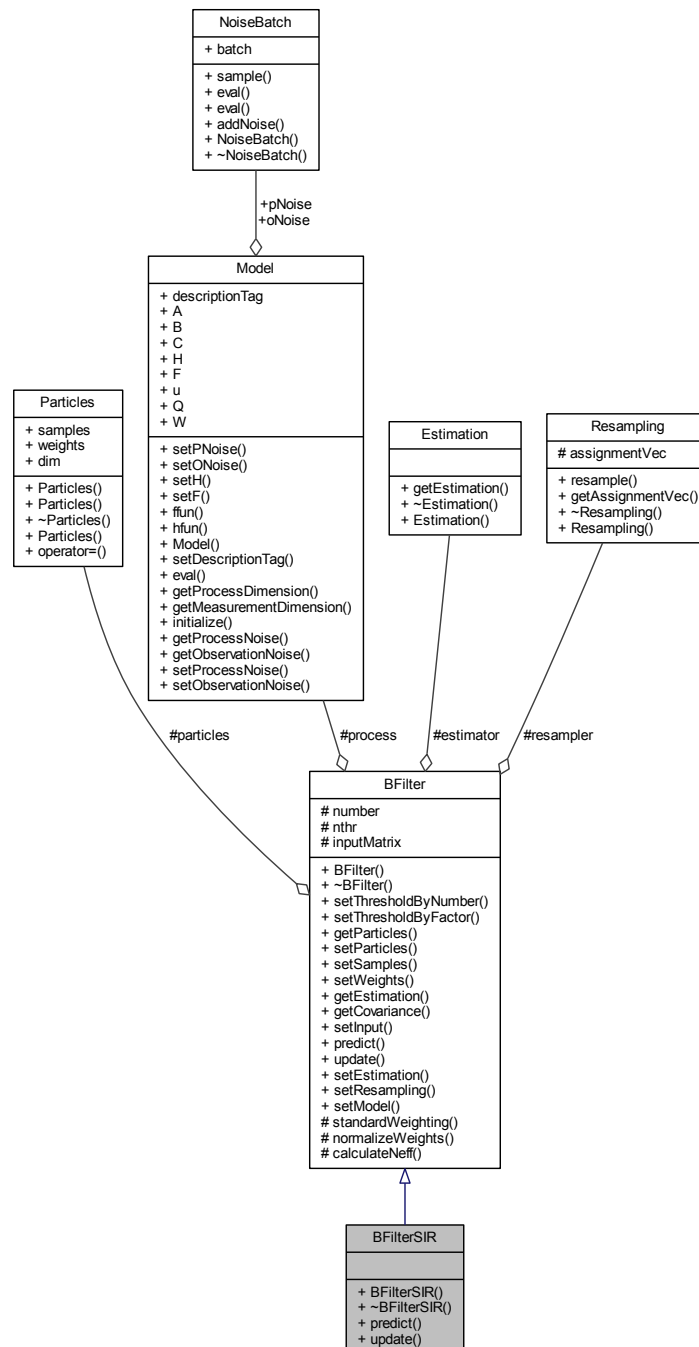 NoiseBatch
+ batch
+ sample()
+ eval()
+ eval()
+ addNoise()
+ NoiseBatch()
+ ~NoiseBatch()
+pNoise
+oNoise
Model
+ descriptionTag
+ A
+ B
+ C
+ H
+ F
+ u
+ Q
+ W
+ setPNoise()
+ setONoise()
+ setH()
+ setF()
+ ffun()
+ hfun()
+ Model()
+ setDescriptionTag()
+ eval()
+ getProcessDimension()
+ getMeasurementDimension()
+ initialize()
+ getProcessNoise()
+ getObservationNoise()
+ setProcessNoise()
+ setObservationNoise()
Particles
+ samples
+ weights
+ dim
+ Particles()
+ Particles()
+ ~Particles()
+ Particles()
+ operator=()
Estimation
+ getEstimation()
+ ~Estimation()
+ Estimation()
Resampling
# assignmentVec
+ resample()
+ getAssignmentVec()
+ ~Resampling()
+ Resampling()
#particles
#process
#estimator
#resampler
BFilter
# number
# nthr
# inputMatrix
+ BFilter()
+ ~BFilter()
+ setThresholdByNumber()
+ setThresholdByFactor()
+ getParticles()
+ setParticles()
+ setSamples()
+ setWeights()
+ getEstimation()
+ getCovariance()
+ setInput()
+ predict()
+ update()
+ setEstimation()
+ setResampling()
+ setModel()
# standardWeighting()
# normalizeWeights()
# calculateNeff()
BFilterSIR
+ BFilterSIR()
+ ~BFilterSIR()
+ predict()
+ update()